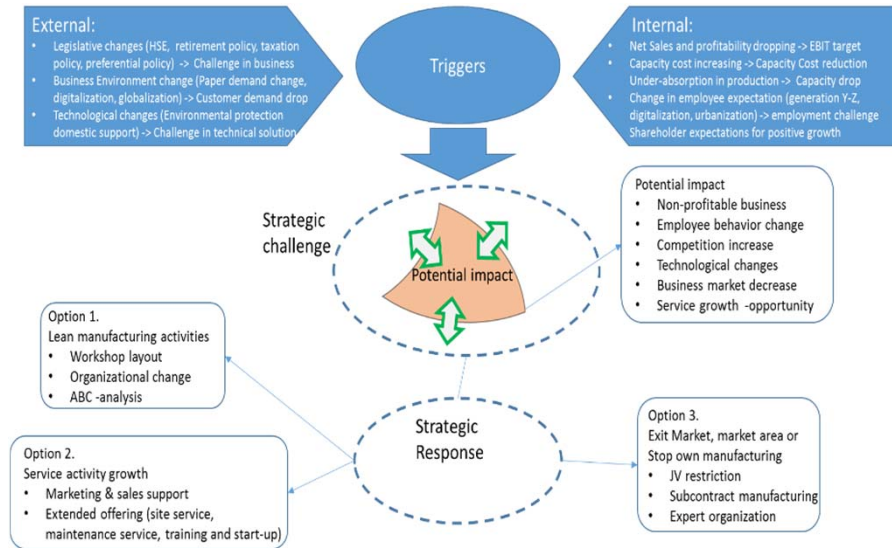 External:
• Legislative changes (HSE, retirement policy, taxation
policy, preferential policy) -> Challenge in business
• Business Environment change (Paper demand change,
digitalization, globalization)-> Customer demand drop
• Technological changes (Environmental protection
domestic support)-> Challenge in technical solution
Triggers
Internal:
• Net Sales and profitability dropping -> EBIT target
• Capacity cost increasing -> Capacity Cost reduction
Under-absorption in production -> Capacity drop
• Change in employee expectation (generation Y-Z,
digitalization, urbanization) -> employment challenge
Shareholder expectations for positive growth
Strategic
challenge
Potential impact
Potential impact
• Non-profitable business
• Employee behavior change
• Competition increase
• Technological changes
• Business market decrease
• Service growth -opportunity
Option 1.
Lean manufacturing activities
• Workshop layout
• Organizational change
• ABC -analysis
Option 2.
Service activity growth
• Marketing & sales support
• Extended offering (site service,
maintenance service, training and start-up)
Strategic
Response
Option 3.
Exit Market, market area or
Stop own manufacturing
• JV restriction
• Subcontract manufacturing
• Expert organization